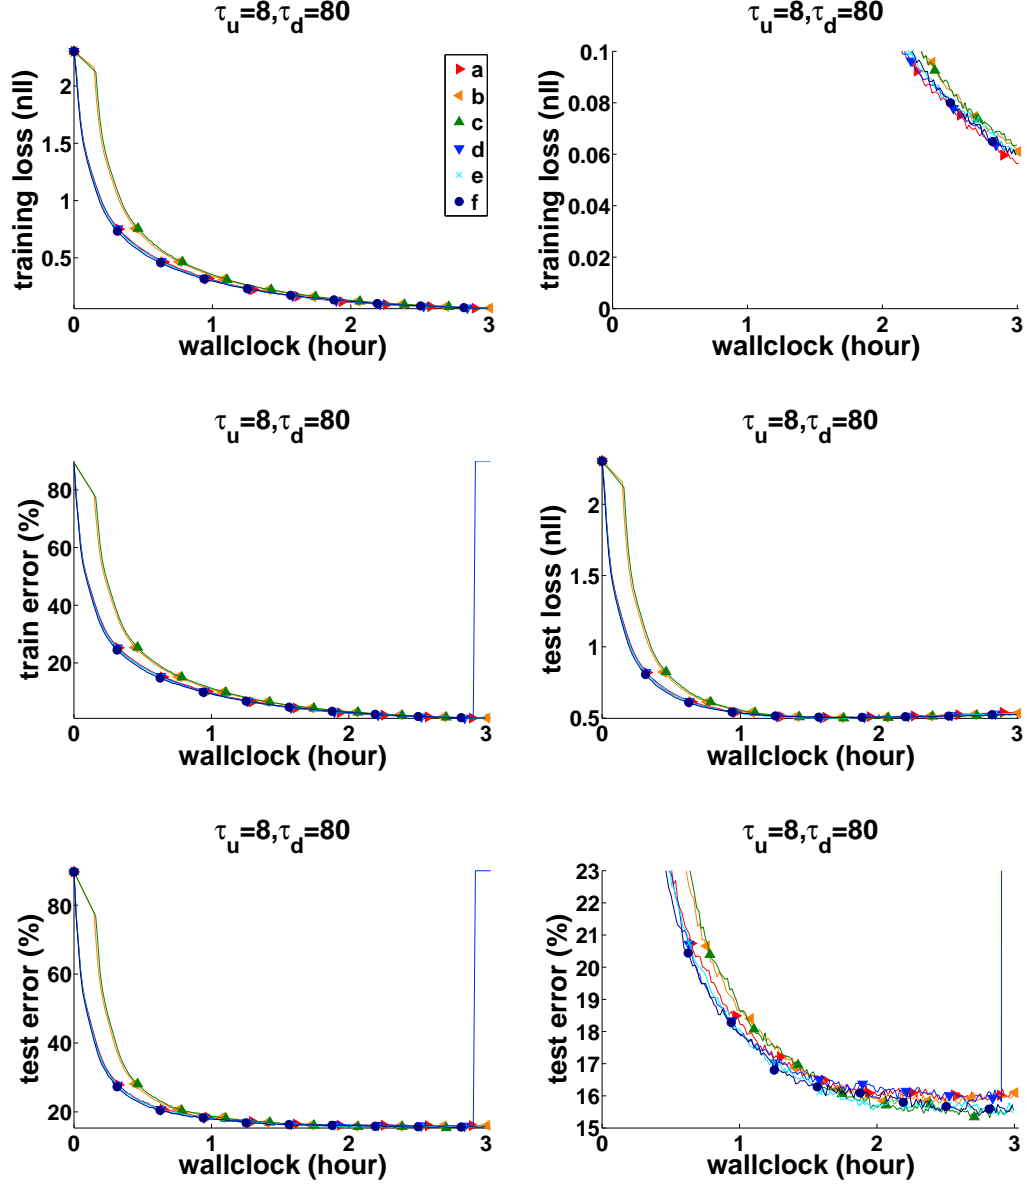 τu=8,τd=80
training loss (nll)
2
1.5
1
0.5
0 1 2 3
wallclock (hour)
a
b
c
d
e
f
τu=8,τd=80
training loss (nll)
0.1
0.08
0.06
0.04
0.02
0
0 1 2 3
wallclock (hour)
τu=8,τd=80
train error (%)
80
60
40
20
0 1 2 3
wallclock (hour)
τu=8,τd=80
test loss (nll)
2
1.5
1
0.5
0 1 2 3
wallclock (hour)
τu=8,τd=80
test error (%)
80
60
40
20
0 1 2 3
wallclock (hour)
τu=8,τd=80
test error (%)
23
22
21
20
19
18
17
16
15
1 2 3
wallclock (hour)